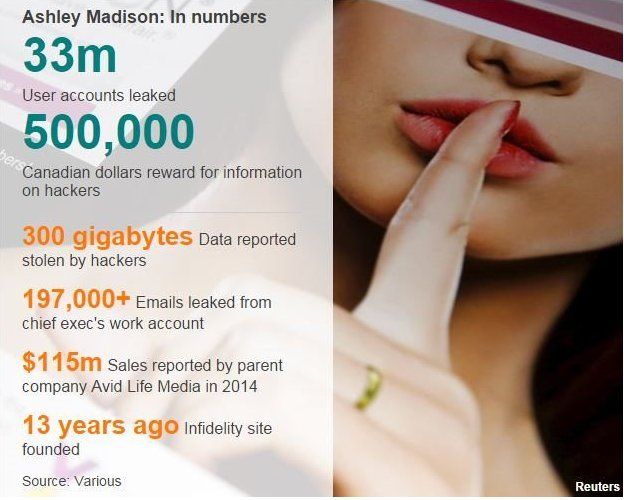 Ashley Madison: In numbers
33m
User accounts leaked
500,000
Canadian dollars reward for information
on hackers
300 gigabytes Data reported
stolen by hackers
197,000+ Emails leaked from
chief exec's work account
$115m Sales reported by parent
company Avid Life Media in 2014
13 years ago Infidelity site
founded
Source: Various
Reuters